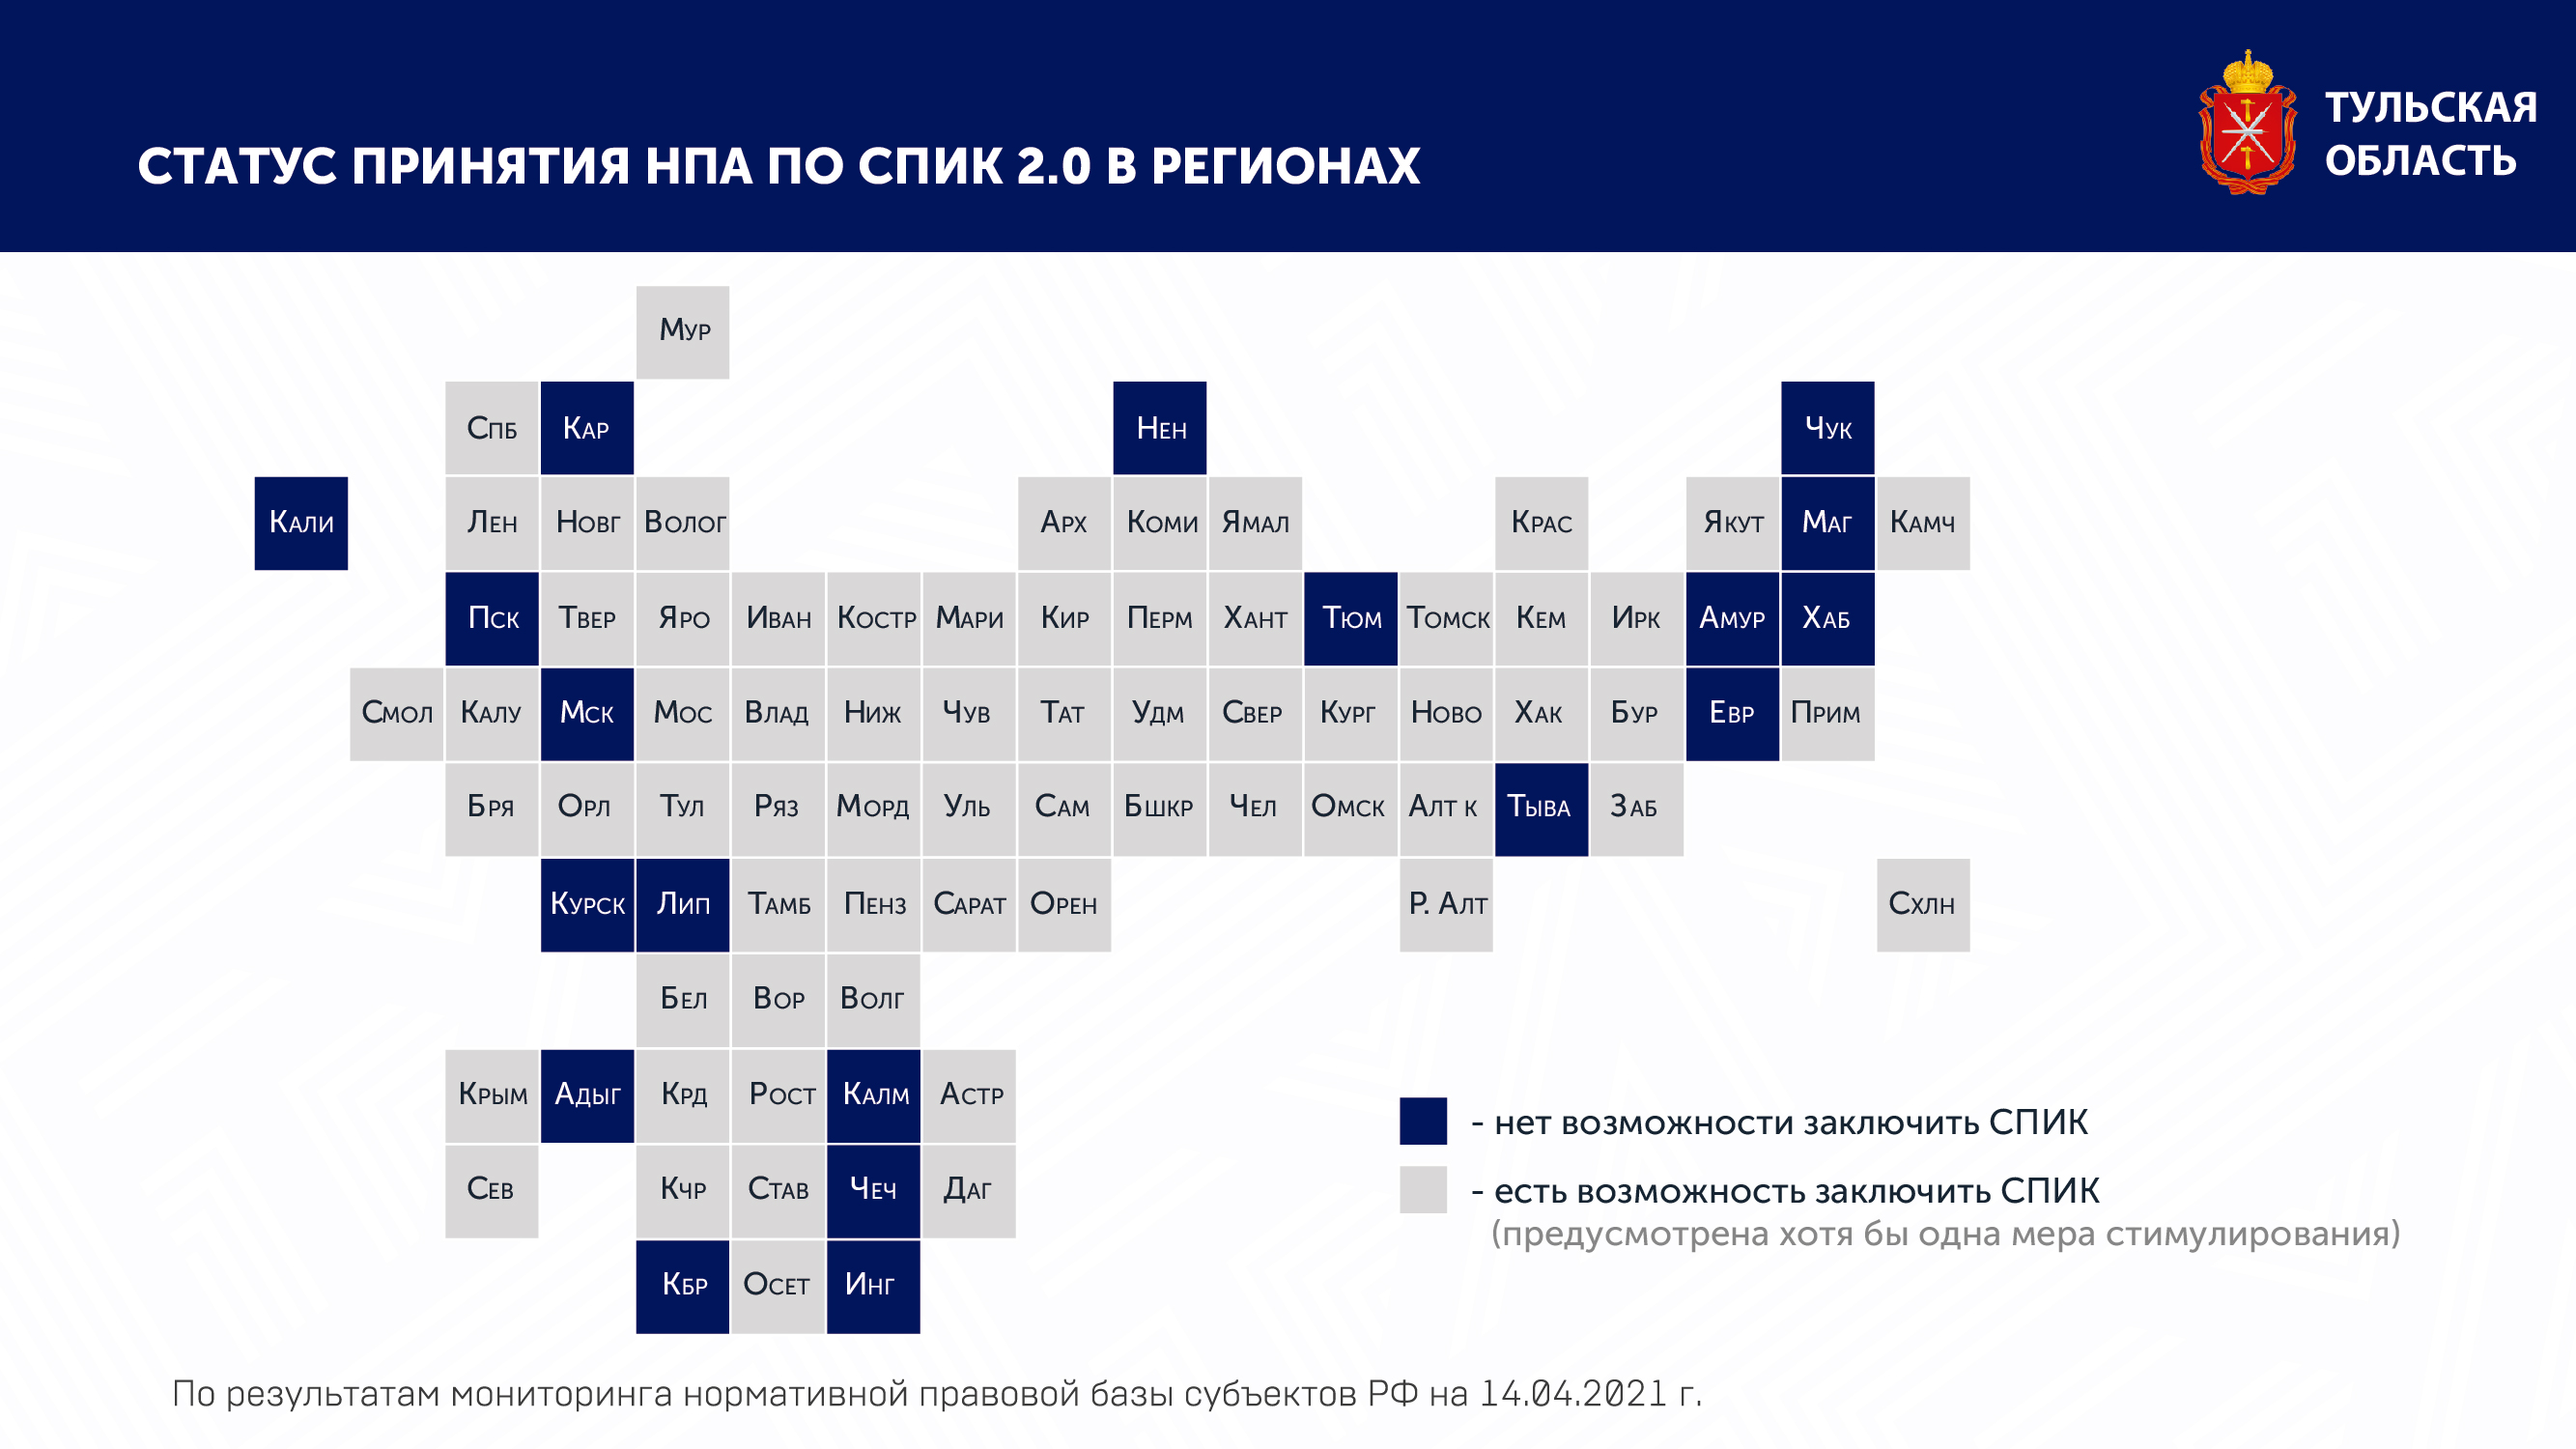 СТАТУС ПРИНЯТИЯ НПА ПО СПИК 2.0 В РЕГИОНАХ
ТУЛЬСКАЯ
ОБЛАСТЬ
Мур
Спб Кар Нен Чук
Кали Лен Новг Волог Арх Коми Ямал Крас Якут Маг Камч
Пск Твер Яро Иван Костр Мари Кир Перм Хант Тюм Томск Кем Ирк Амур Хаб
Смол Калу Мск Мос Влад Ниж Чув Тат Удм Свер Кург Ново Хак Бур Евр Прим
Бря Орл Тул Ряз Морд Уль Сам Бшкр Чел Омск Алт к Тыва Заб
Курск Лип Тамб Пенз Сарат Орен Р. Алт Схлн
Бел Вор Волг
Крым Адыг Крд Рост Калм Астр
Сев Кчр Став Чеч Даг
Кбр Осет Инг
- нет возможности заключить СПИК
- есть возможность заключить СПИК
(предусмотрена хотя бы одна мера стимулирования)
По результатам мониторинга нормативной правовой базы субъектов РФ на 14.04.2021 г.